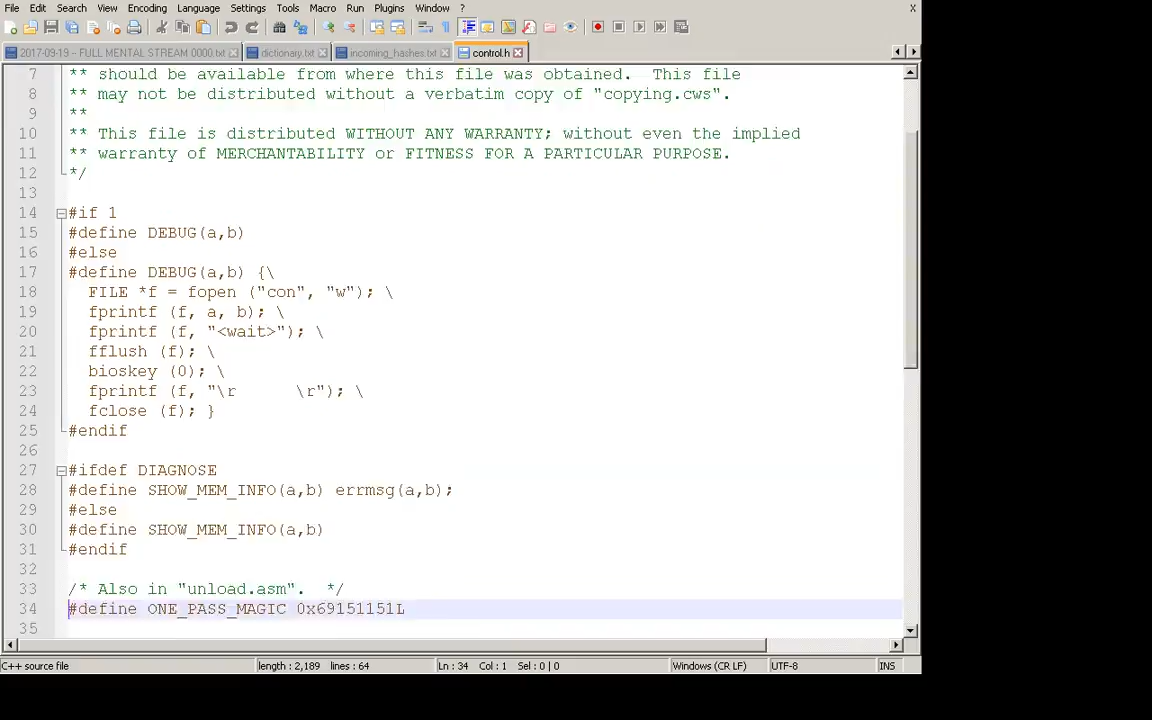 File Edit Search View Encoding Language Settings Tools Macro Run Plugins Window ? X
2017-09-19 - FULL MENTAL STREAM 0000.txt dictionary.txt incoming_hashes.txt control.h
7 ** should be available from where this file was obtained.  This file
8 ** may not be distributed without a verbatim copy of "copying.cws".
9 **
10 ** This file is distributed WITHOUT ANY WARRANTY; without even the implied
11 ** warranty of MERCHANTABILITY or FITNESS FOR A PARTICULAR PURPOSE.
12 */
13
14 #if 1
15 #define DEBUG(a,b)
16 #else
17 #define DEBUG(a,b) {\
18   FILE *f = fopen ("con", "w"); \
19   fprintf (f, a, b); \
20   fprintf (f, "<wait>"); \
21   fflush (f); \
22   bioskey (0); \
23   fprintf (f, "\r      \r"); \
24   fclose (f); }
25 #endif
26
27 #ifdef DIAGNOSE
28 #define SHOW_MEM_INFO(a,b) errmsg(a,b);
29 #else
30 #define SHOW_MEM_INFO(a,b)
31 #endif
32
33 /* Also in "unload.asm".  */
34 #define ONE_PASS_MAGIC 0x69151151L
35
C++ source file length : 2,189 lines : 64 Ln : 34 Col : 1 Sel : 0 | 0 Windows (CR LF) UTF-8 INS